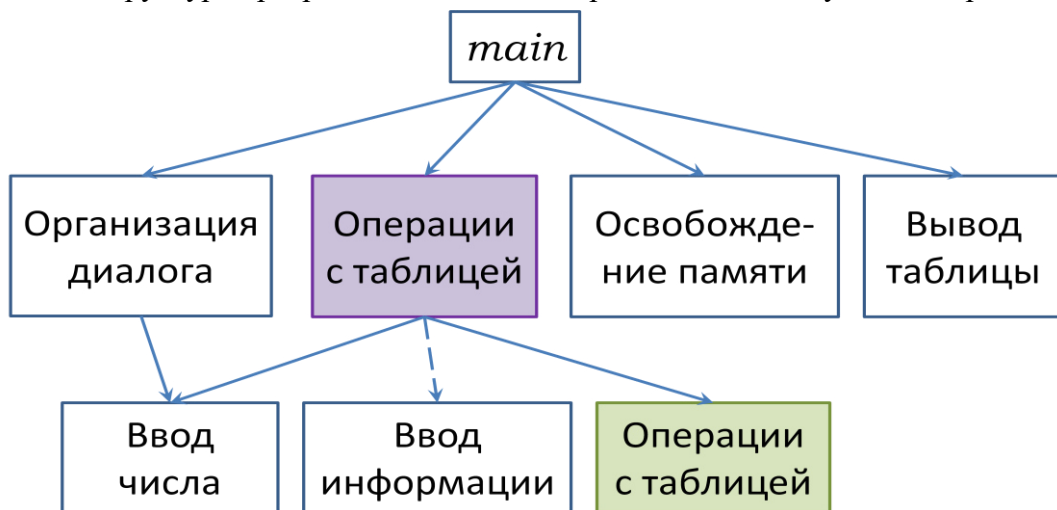 main
Организация
диалога
Операции
с таблицей
Освобожде-
ние памяти
Вывод
таблицы
Ввод
числа
Ввод
информации
Операции
с таблицей